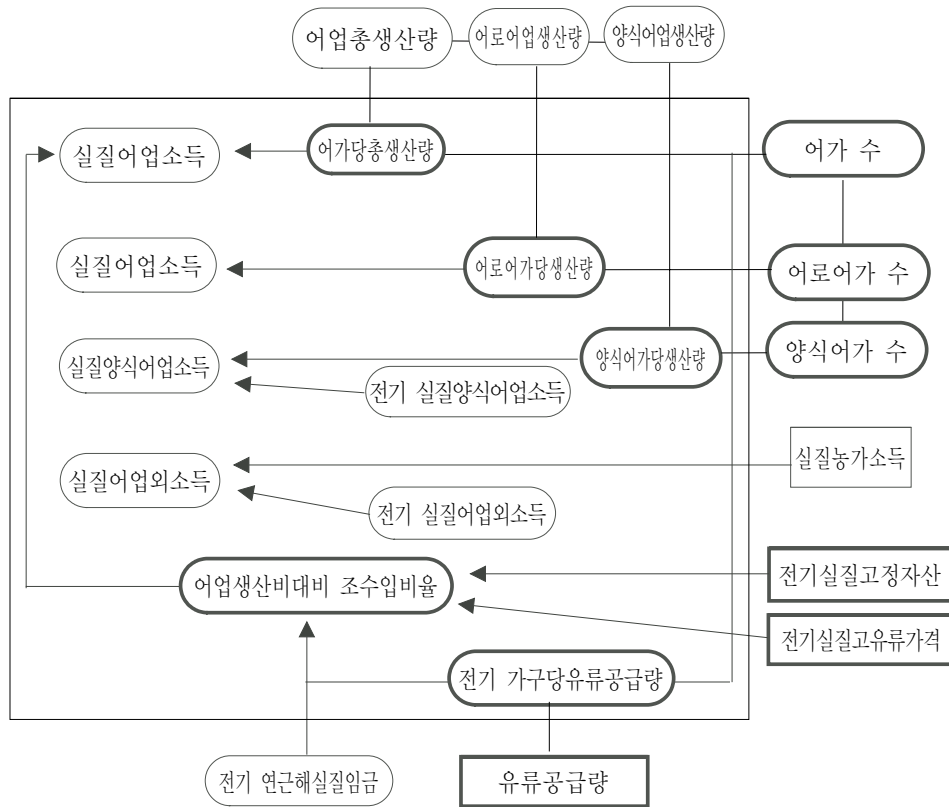 어업총생산량
어로어업생산량
양식어업생산량
실질어업소득
어가당총생산량
어가 수
실질어업소득
어로어가당생산량
어로어가 수
실질양식어업소득
양식어가당생산량
양식어가 수
전기 실질양식어업소득
실질어업외소득
실질농가소득
전기 실질어업외소득
어업생산비대비 조수입비율
전기실질고정자산
전기실질고유류가격
전기 가구당유류공급량
전기 연근해실질임금
유류공급량